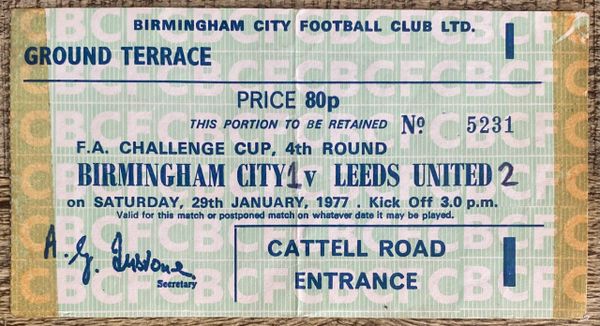 BIRMINGHAM CITY FOOTBALL CLUB LTD.
GROUND TERRACE
I
PRICE 80p
THIS PORTION TO BE RETAINED No 5231
F.A. CHALLENGE CUP, 4th ROUND
BIRMINGHAM CITY 1 v LEEDS UNITED 2
on SATURDAY, 29th JANUARY, 1977 . Kick Off 3.0 p.m.
Valid for this match or postponed match on whatever date it may be played.
A. G.
Secretary
CATTELL ROAD
ENTRANCE
I